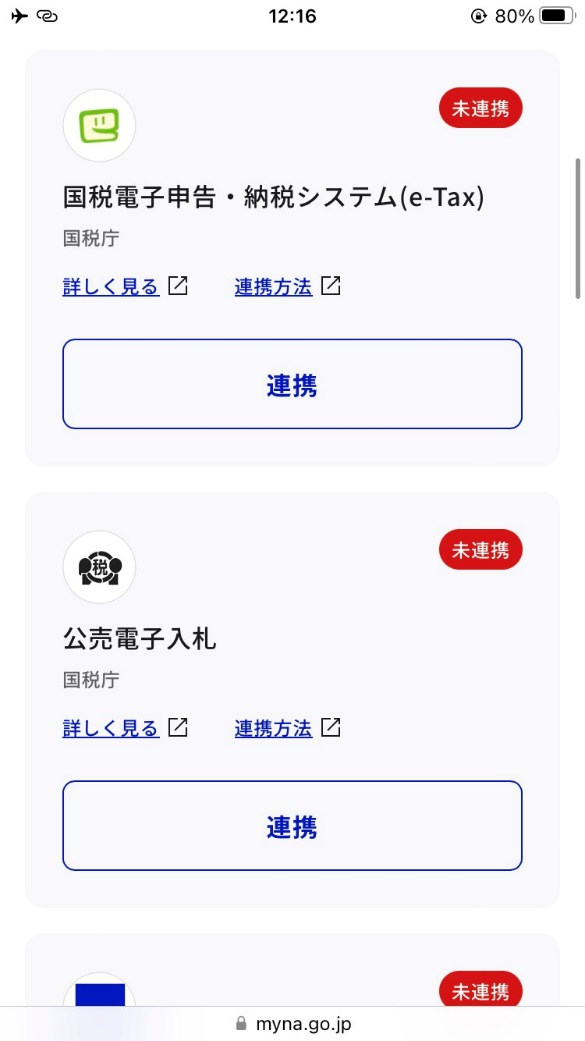 12:16
80%
未連携
国税電子申告・納税システム(e-Tax)
国税庁
詳しく見る 連携方法
連携
税
未連携
公売電子入札
国税庁
詳しく見る 連携方法
連携
未連携
myna.go.jp